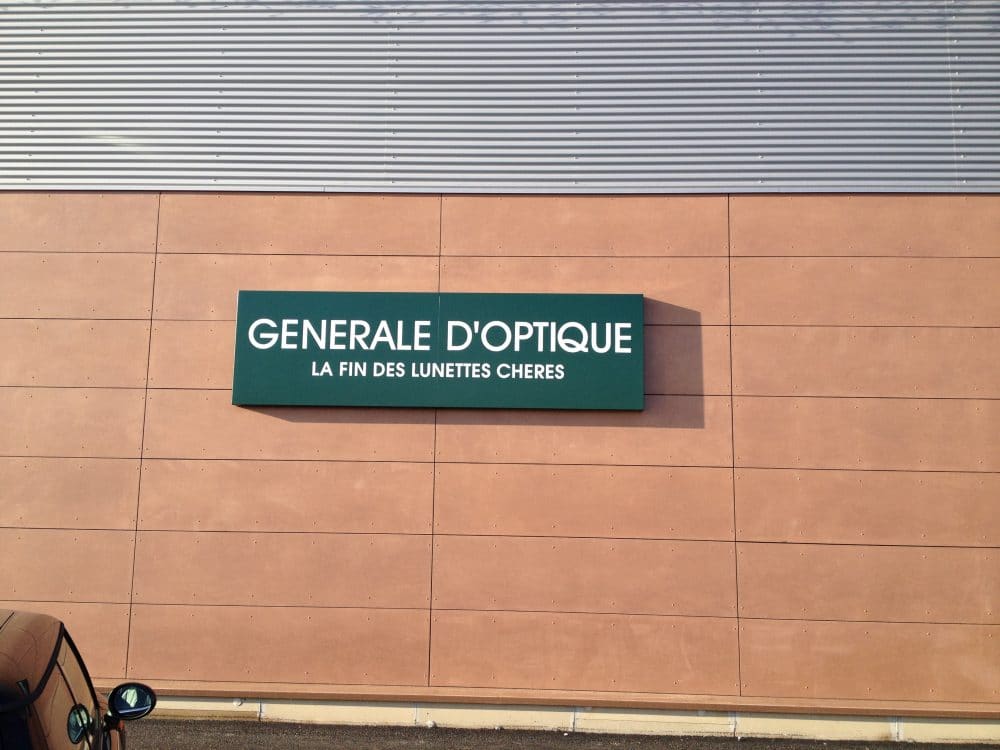 GENERALE D'OPTIQUE
LA FIN DES LUNETTES CHERES